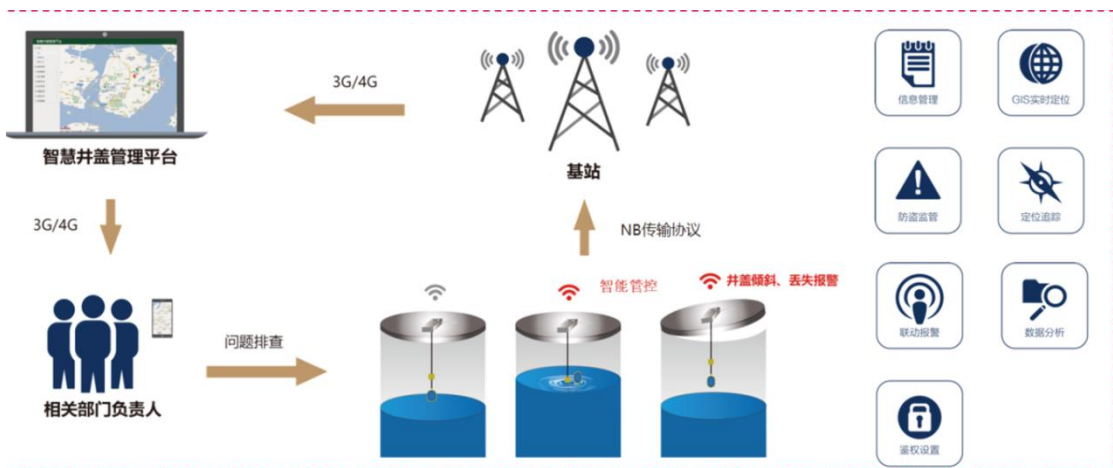 3G/4G
智慧井盖管理平台
基站
3G/4G
NB传输协议
智能管控
井盖倾斜、丢失报警
问题排查
相关部门负责人
信息管理
GIS实时定位
防盗监管
定位追踪
联动报警
数据分析
鉴权设置